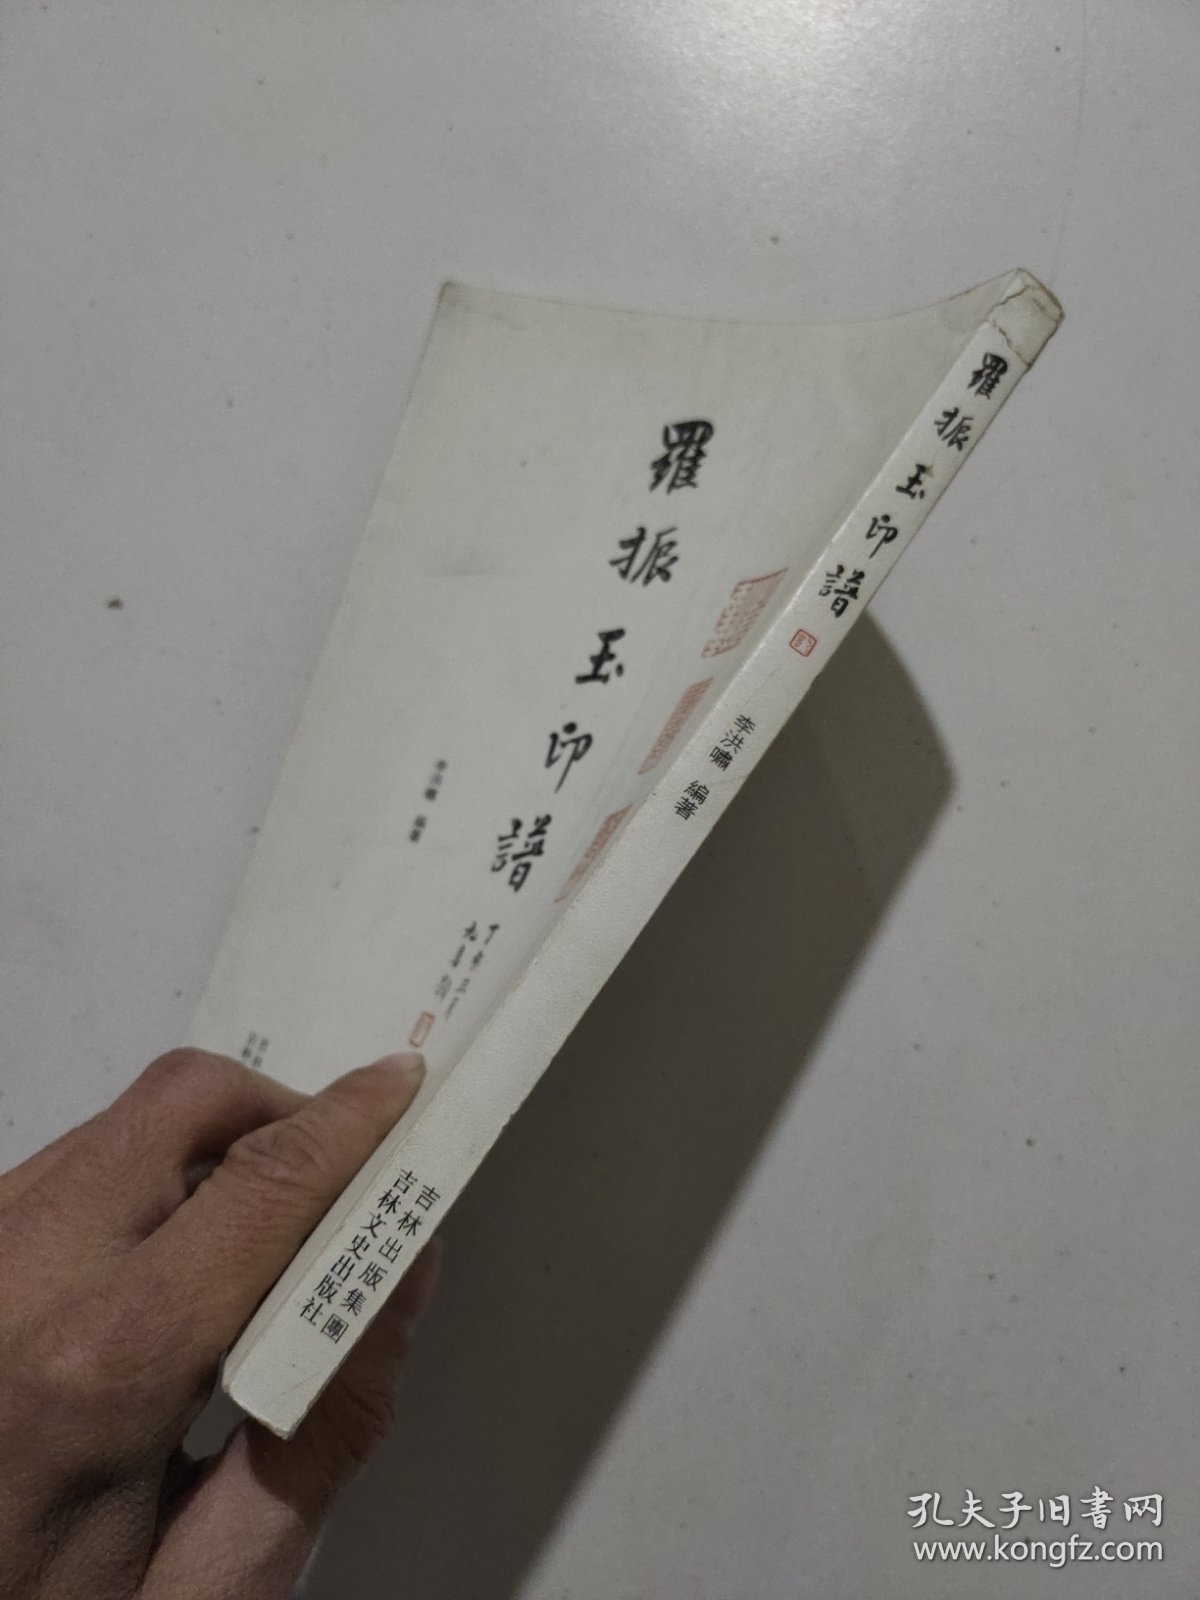 羅振玉印譜
李洪嘯 編著
羅振玉印譜
李洪嘯 編著
吉林出版集團
吉林文史出版社
孔夫子旧书网
www.kongfz.com